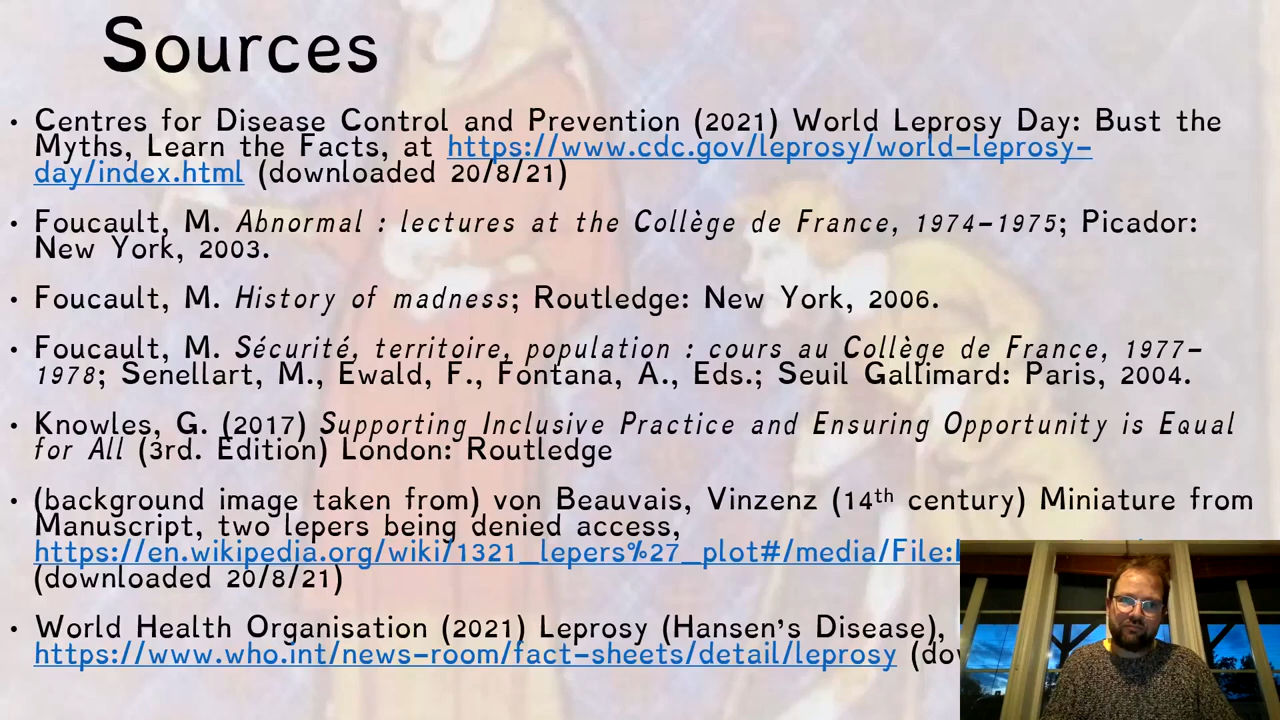 Sources
• Centres for Disease Control and Prevention (2021) World Leprosy Day: Bust the
Myths, Learn the Facts, at https://www.cdc.gov/leprosy/world-leprosy-
day/index.html (downloaded 20/8/21)
• Foucault, M. Abnormal : lectures at the Collège de France, 1974-1975; Picador:
New York, 2003.
• Foucault, M. History of madness; Routledge: New York, 2006.
• Foucault, M. Sécurité, territoire, population : cours au Collège de France, 1977-
1978; Senellart, M., Ewald, F., Fontana, A., Eds.; Seuil Gallimard: Paris, 2004.
• Knowles, G. (2017) Supporting Inclusive Practice and Ensuring Opportunity is Equal
for All (3rd. Edition) London: Routledge
• (background image taken from) von Beauvais, Vinzenz (14th century) Miniature from
Manuscript, two lepers being denied access,
https://en.wikipedia.org/wiki/1321_lepers%27_plot#/media/File:
(downloaded 20/8/21)
• World Health Organisation (2021) Leprosy (Hansen's Disease),
https://www.who.int/news-room/fact-sheets/detail/leprosy